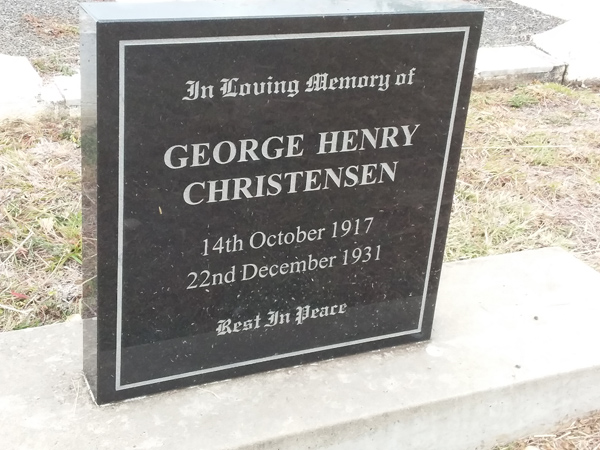 In Loving Memory of
GEORGE HENRY
CHRISTENSEN
14th October 1917
22nd December 1931
Rest In Peace